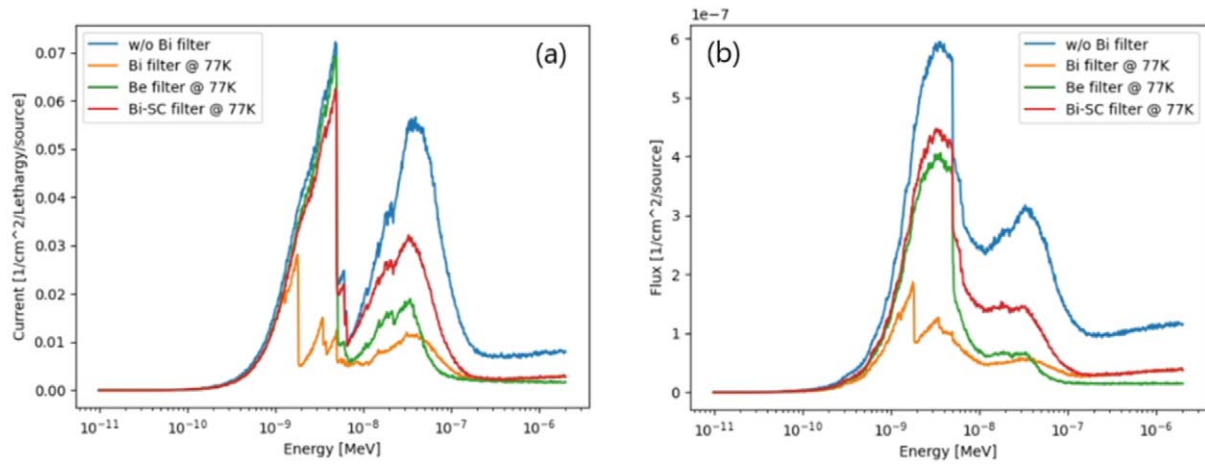 w/o Bi filter
Bi filter @ 77K
Be filter @ 77K
Bi-SC filter @ 77K
(a)
Current [1/cm^2/Lethargy/source]
0.07
0.06
0.05
0.04
0.03
0.02
0.01
0.00
10^-11
10^-10
10^-9
10^-8
10^-7
10^-6
Energy [MeV]
1e-7
(b)
w/o Bi filter
Bi filter @ 77K
Be filter @ 77K
Bi-SC filter @ 77K
Flux [1/cm^2/source]
6
5
4
3
2
1
0
10^-11
10^-10
10^-9
10^-8
10^-7
10^-6
Energy [MeV]